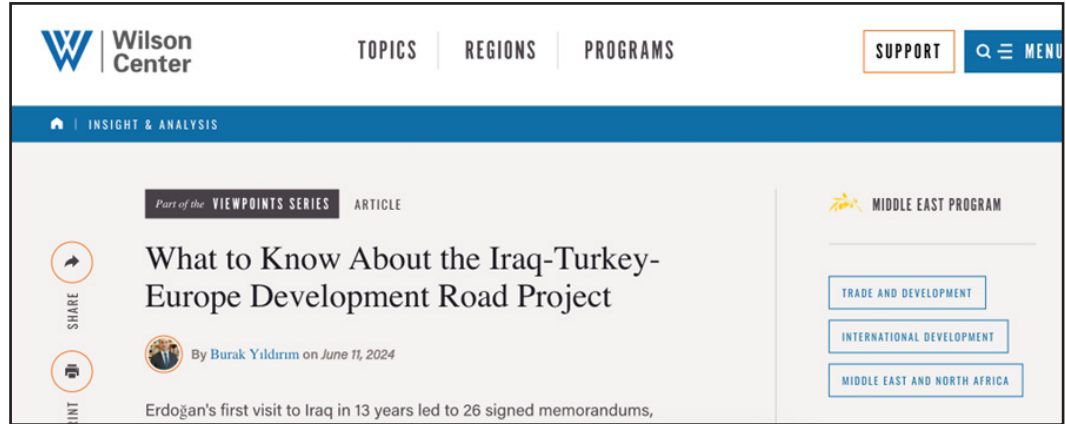 Wilson
Center
TOPICS
REGIONS
PROGRAMS
SUPPORT
MENU
INSIGHT & ANALYSIS
Part of the VIEWPOINTS SERIES
ARTICLE
MIDDLE EAST PROGRAM
What to Know About the Iraq-Turkey-
Europe Development Road Project
SHARE
TRADE AND DEVELOPMENT
INTERNATIONAL DEVELOPMENT
By Burak Yıldırım on June 11, 2024
MIDDLE EAST AND NORTH AFRICA
RINT
Erdoğan's first visit to Iraq in 13 years led to 26 signed memorandums,